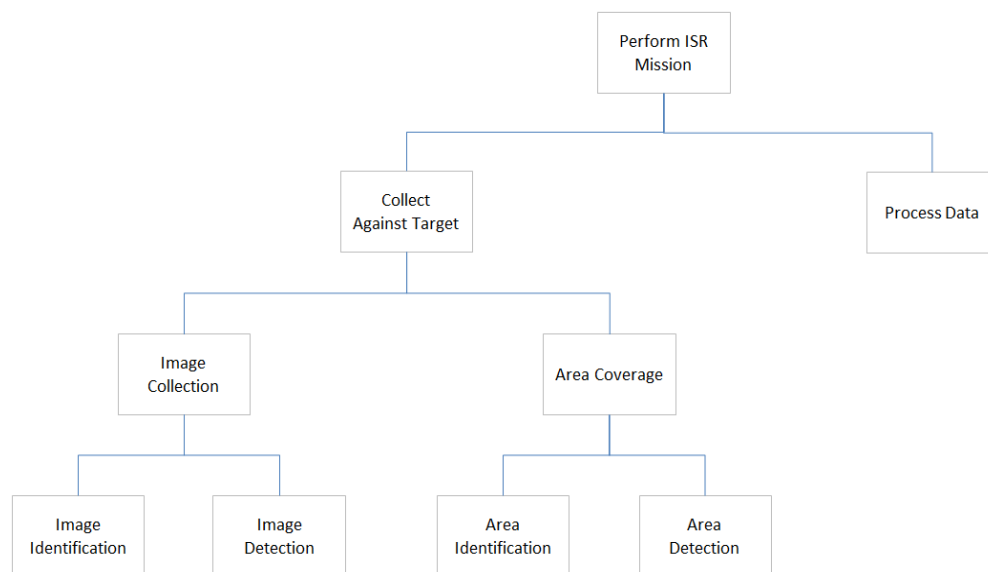 Perform ISR
Mission
Collect
Against Target
Process Data
Image
Collection
Area Coverage
Image
Identification
Image
Detection
Area
Identification
Area
Detection